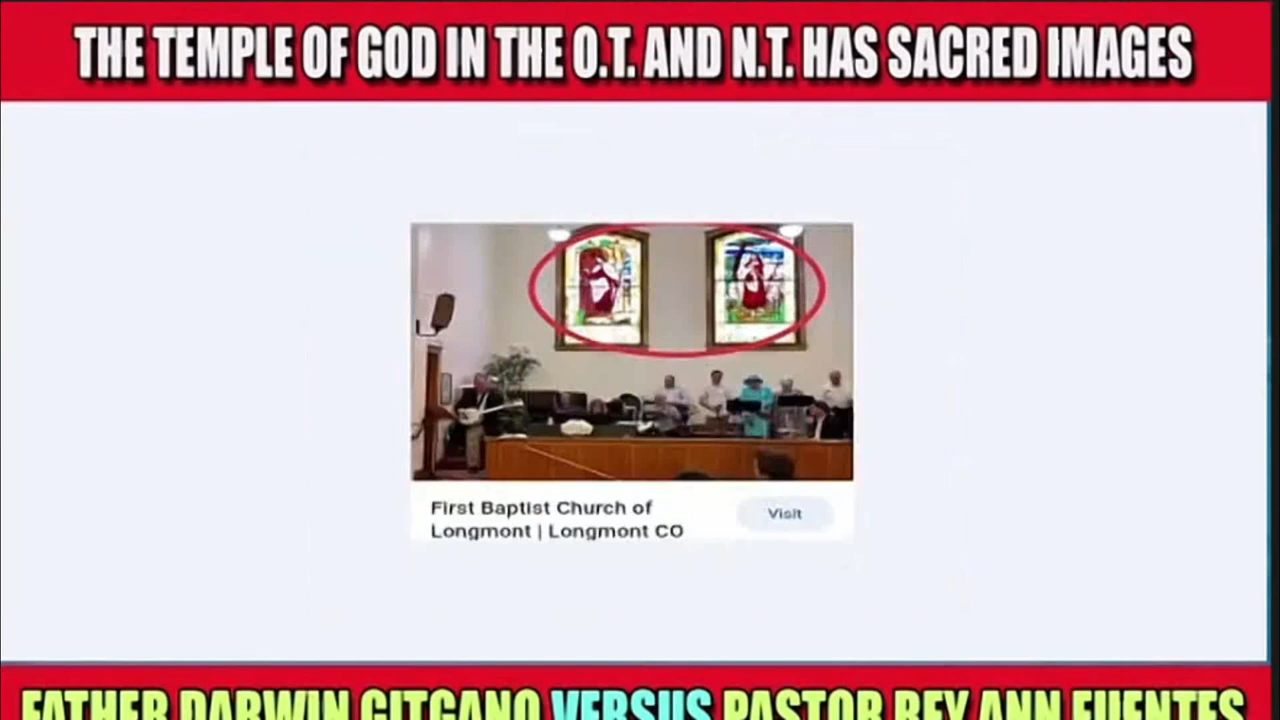 THE TEMPLE OF GOD IN THE O.T. AND N.T. HAS SACRED IMAGES
First Baptist Church of
Longmont | Longmont CO
Visit
FATHER DARWIN GITGANO VERSUS PASTOR REY ANN FUENTES